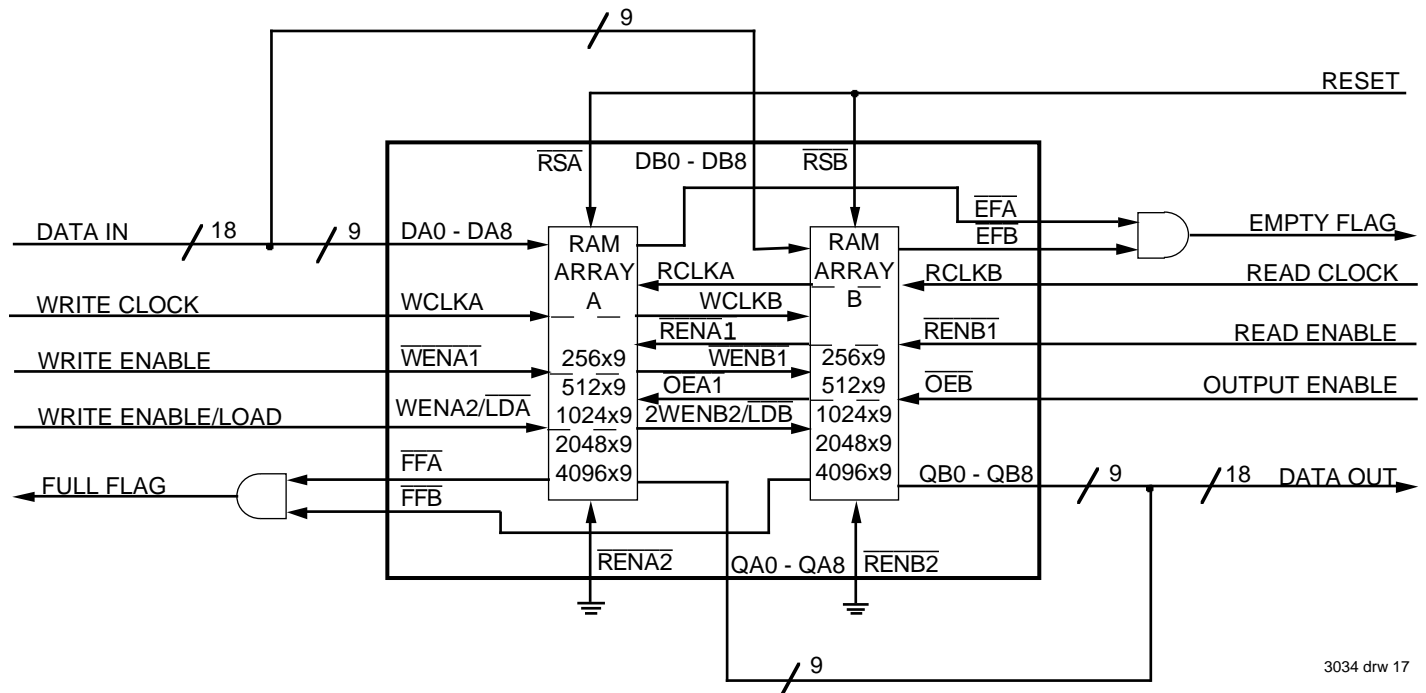 9
RESET
RSA
DB0 - DB8
RSB
EFA
DATA IN
18
9
DA0 - DA8
RAM
ARRAY
A
RAM
ARRAY
B
EFB
EMPTY FLAG
RCLKA
RCLKB
READ CLOCK
WRITE CLOCK
WCLKA
WCLKB
RENA1
RENB1
READ ENABLE
WRITE ENABLE
WENA1
256x9
512x9
1024x9
2048x9
4096x9
WENB1
256x9
512x9
1024x9
2048x9
4096x9
OEA1
OEB
OUTPUT ENABLE
WRITE ENABLE/LOAD
WENA2/LDA
2WENB2/LDB
FULL FLAG
FFA
FFB
QB0 - QB8
9
18
DATA OUT
RENA2
QA0 - QA8
RENB2
9
3034 drw 17